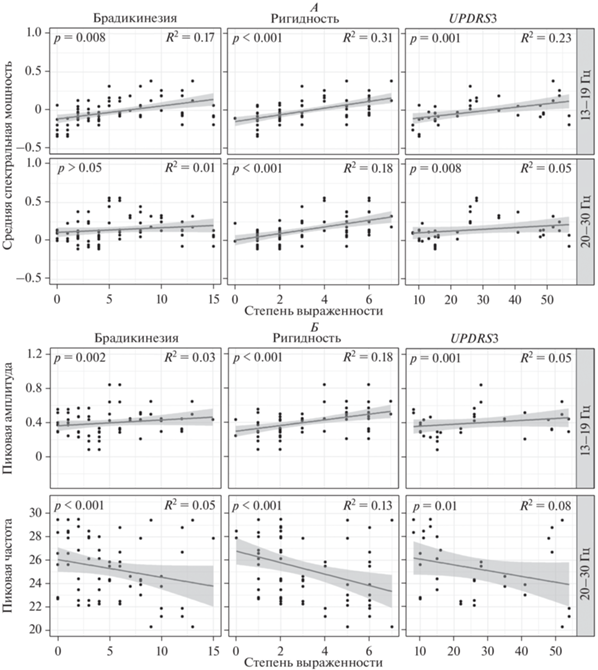 А
Брадикинезия Ригидность UPDRS3
Средняя спектральная мощность
1.0
0.5
0
−0.5
p = 0.008 R² = 0.17
p < 0.001 R² = 0.31
p = 0.001 R² = 0.23
13–19 Гц
1.0
0.5
0
−0.5
p > 0.05 R² = 0.01
p < 0.001 R² = 0.18
p = 0.008 R² = 0.05
20–30 Гц
0 5 10 15 0 2 4 6 10 20 30 40 50
Степень выраженности
Б
Брадикинезия Ригидность UPDRS3
Пиковая амплитуда
1.2
0.8
0.4
0
p = 0.002 R² = 0.03
p < 0.001 R² = 0.18
p = 0.001 R² = 0.05
13–19 Гц
Пиковая частота
30
28
26
24
22
20
p < 0.001 R² = 0.05
p < 0.001 R² = 0.13
p = 0.01 R² = 0.08
20–30 Гц
0 5 10 15 0 2 4 6 10 20 30 40 50
Степень выраженности